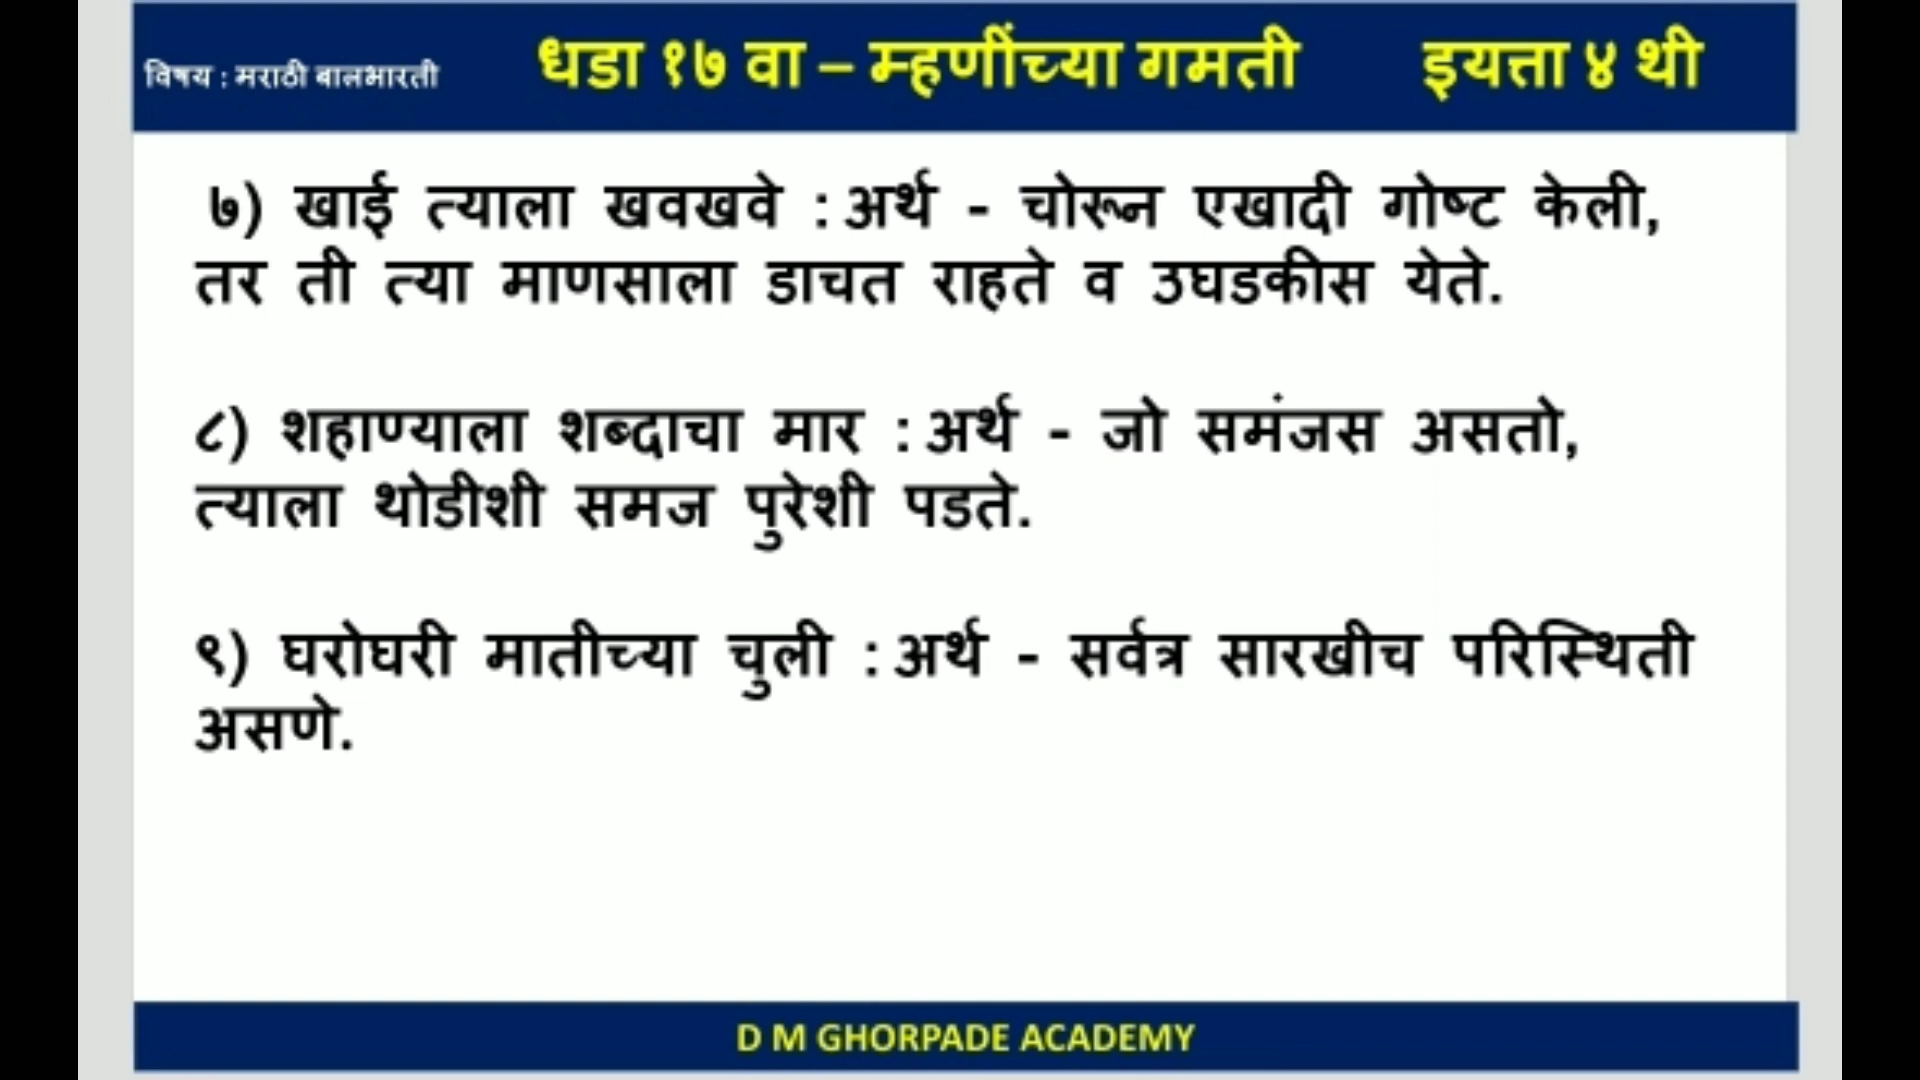 विषय : मराठी बालभारती धडा १७ वा – म्हणींच्या गमती इयत्ता ४ थी
७) खाई त्याला खवखवे : अर्थ - चोरून एखादी गोष्ट केली,
तर ती त्या माणसाला डाचत राहते व उघडकीस येते.
८) शहाण्याला शब्दाचा मार : अर्थ - जो समंजस असतो,
त्याला थोडीशी समज पुरेशी पडते.
९) घरोघरी मातीच्या चुली : अर्थ - सर्वत्र सारखीच परिस्थिती
असणे.
D M GHORPADE ACADEMY